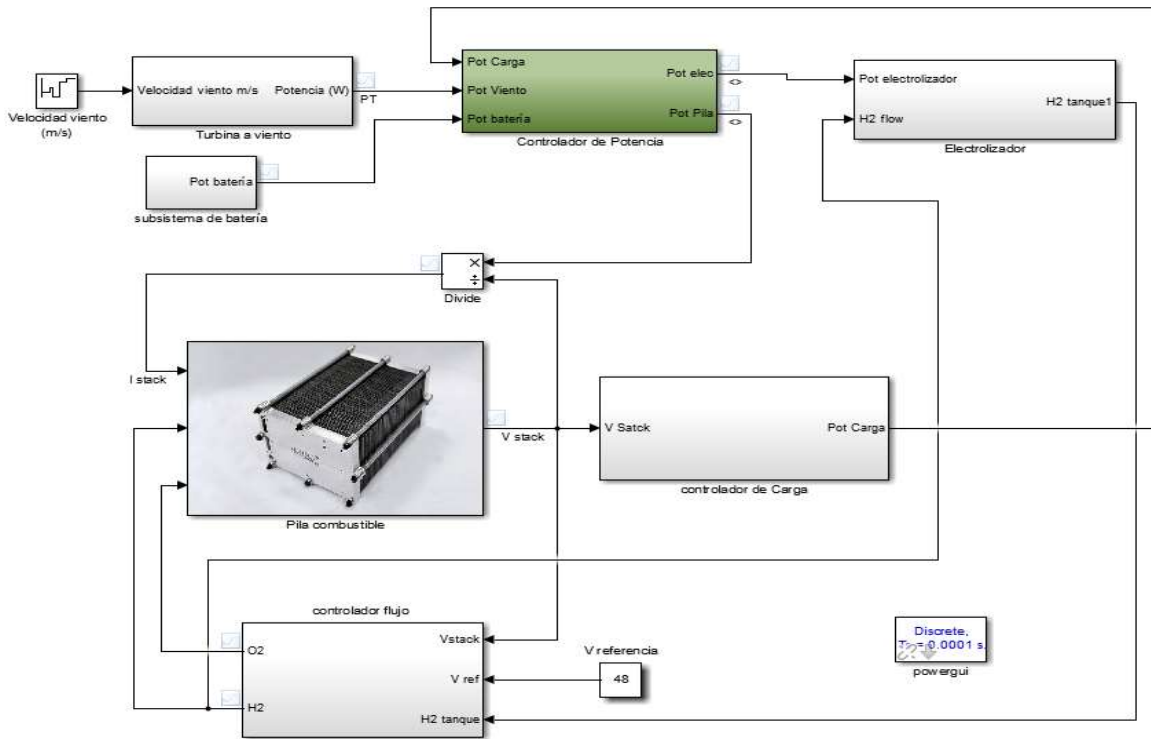 Velocidad viento
(m/s)
Velocidad viento m/s
Potencia (W)
Turbina a viento
PT
Pot batería
subsistema de batería
Pot Carga
Pot Viento
Pot batería
Pot elec
<>
Pot Pila
<>
Controlador de Potencia
Pot electrolizador
H2 flow
H2 tanque1
Electrolizador
×
÷
Divide
I stack
V stack
Pila combustible
V Satck
Pot Carga
controlador de Carga
controlador flujo
O2
H2
Vstack
V ref
H2 tanque
V referencia
48
Discrete,
= 0.0001 s.
powergui